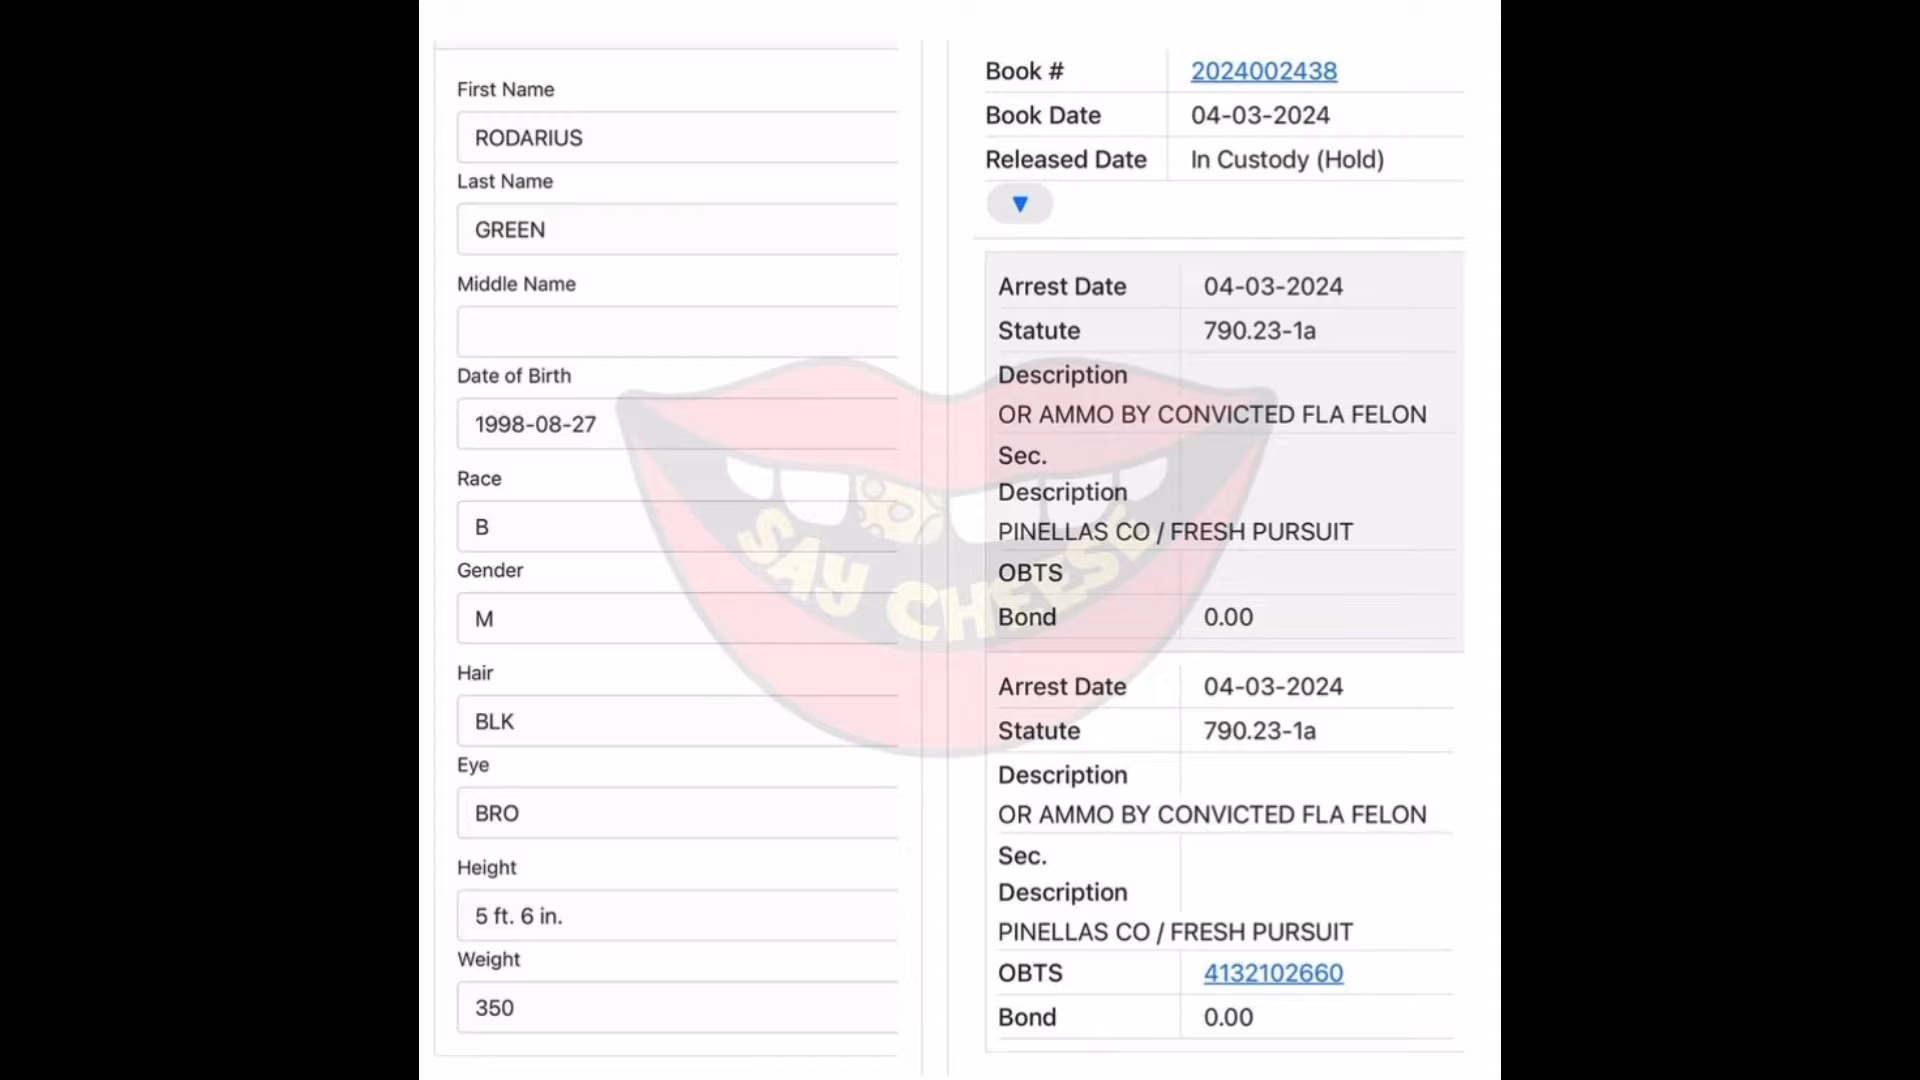 First Name
RODARIUS
Last Name
GREEN
Middle Name
Date of Birth
1998-08-27
Race
B
Gender
M
Hair
BLK
Eye
BRO
Height
5 ft. 6 in.
Weight
350
Book # 2024002438
Book Date 04-03-2024
Released Date In Custody (Hold)
Arrest Date 04-03-2024
Statute 790.23-1a
Description
OR AMMO BY CONVICTED FLA FELON
Sec.
Description
PINELLAS CO / FRESH PURSUIT
OBTS
Bond 0.00
Arrest Date 04-03-2024
Statute 790.23-1a
Description
OR AMMO BY CONVICTED FLA FELON
Sec.
Description
PINELLAS CO / FRESH PURSUIT
OBTS 4132102660
Bond 0.00
SAY CHEESE